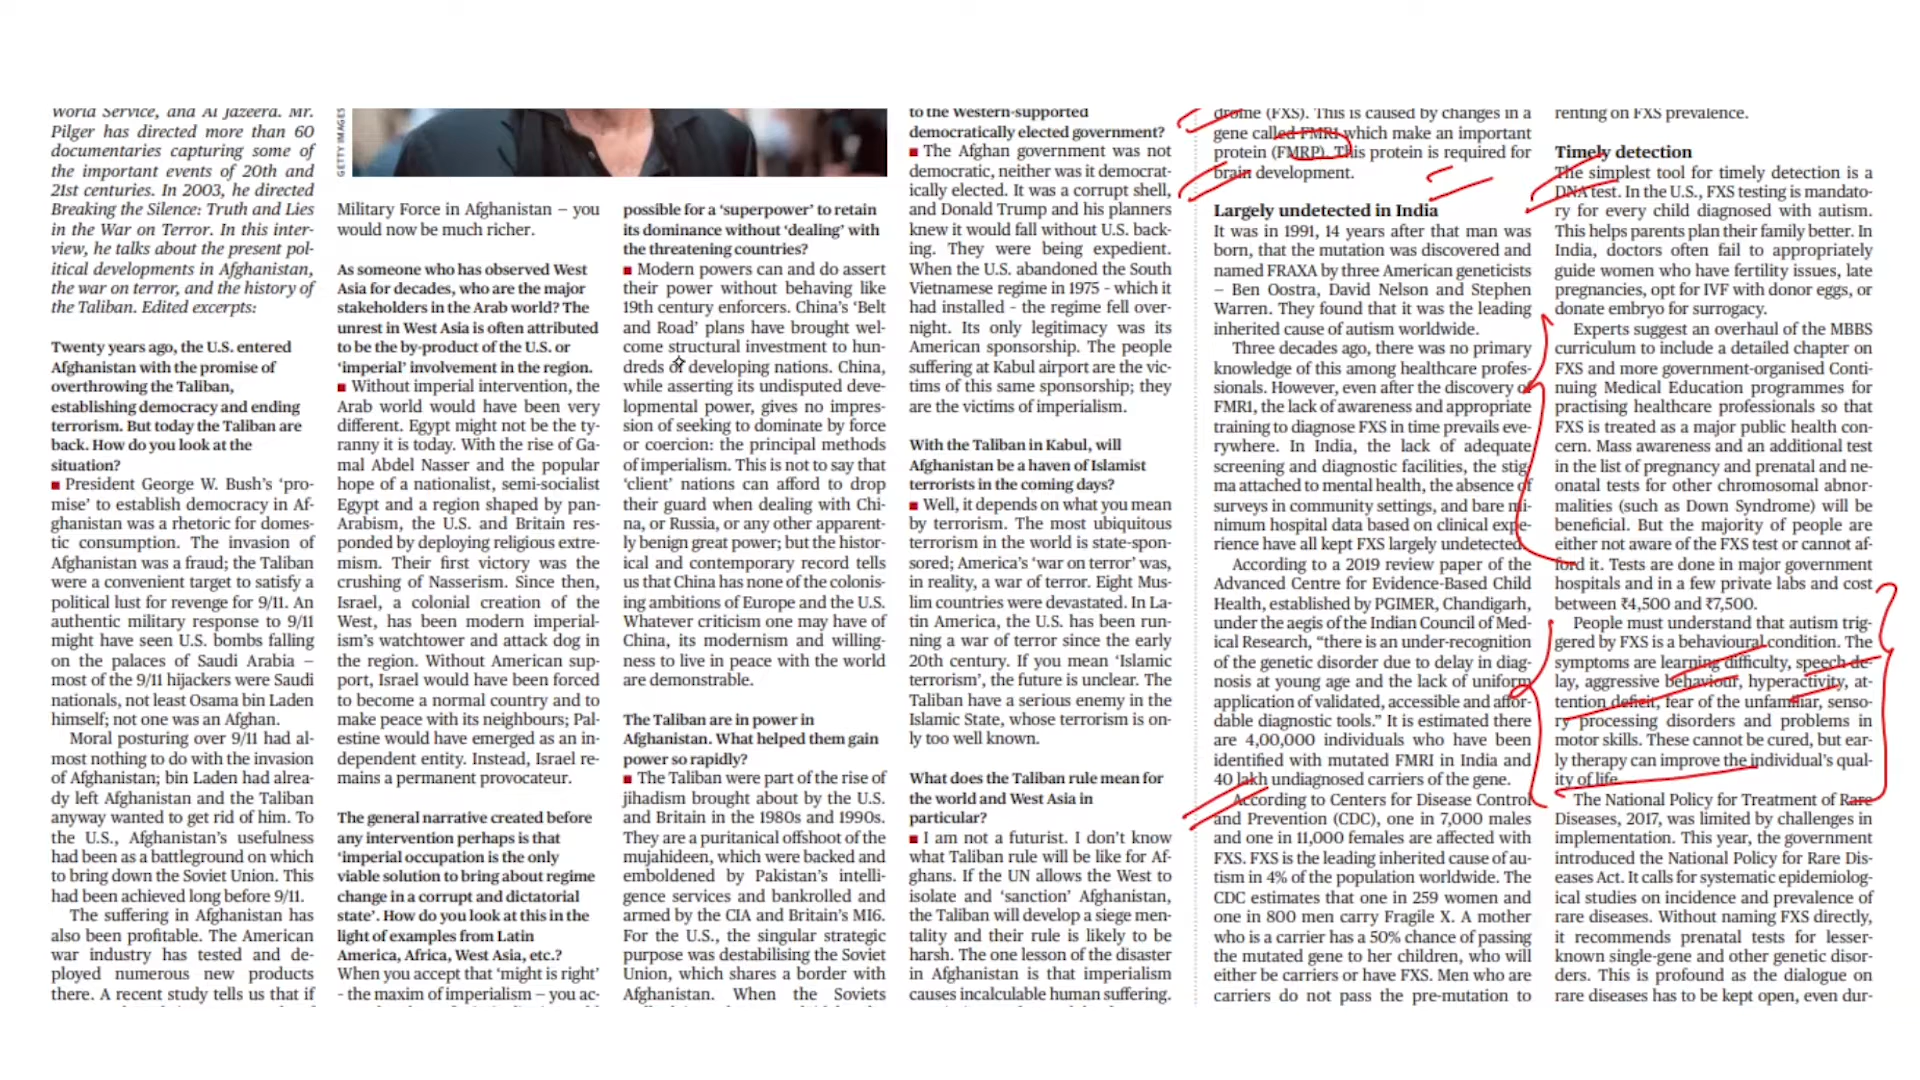 World Service, and Al Jazeera. Mr.
Pilger has directed more than 60
documentaries capturing some of
the important events of 20th and
21st centuries. In 2003, he directed
Breaking the Silence: Truth and Lies
in the War on Terror. In this inter-
view, he talks about the present pol-
itical developments in Afghanistan,
the war on terror, and the history of
the Taliban. Edited excerpts:
Twenty years ago, the U.S. entered
Afghanistan with the promise of
overthrowing the Taliban,
establishing democracy and ending
terrorism. But today the Taliban are
back. How do you look at the
situation?
■ President George W. Bush's 'pro-
mise' to establish democracy in Af-
ghanistan was a rhetoric for domes-
tic consumption. The invasion of
Afghanistan was a fraud; the Taliban
were a convenient target to satisfy a
political lust for revenge for 9/11. An
authentic military response to 9/11
might have seen U.S. bombs falling
on the palaces of Saudi Arabia –
most of the 9/11 hijackers were Saudi
nationals, not least Osama bin Laden
himself; not one was an Afghan.
Moral posturing over 9/11 had al-
most nothing to do with the invasion
of Afghanistan; bin Laden had alrea-
dy left Afghanistan and the Taliban
anyway wanted to get rid of him. To
the U.S., Afghanistan's usefulness
had been as a battleground on which
to bring down the Soviet Union. This
had been achieved long before 9/11.
The suffering in Afghanistan has
also been profitable. The American
war industry has tested and de-
ployed numerous new products
there. A recent study tells us that if
GETTY IMAGES
Military Force in Afghanistan – you
would now be much richer.
As someone who has observed West
Asia for decades, who are the major
stakeholders in the Arab world? The
unrest in West Asia is often attributed
to be the by-product of the U.S. or
'imperial' involvement in the region.
■ Without imperial intervention, the
Arab world would have been very
different. Egypt might not be the ty-
ranny it is today. With the rise of Ga-
mal Abdel Nasser and the popular
hope of a nationalist, semi-socialist
Egypt and a region shaped by pan-
Arabism, the U.S. and Britain res-
ponded by deploying religious extre-
mism. Their first victory was the
crushing of Nasserism. Since then,
Israel, a colonial creation of the
West, has been modern imperial-
ism's watchtower and attack dog in
the region. Without American sup-
port, Israel would have been forced
to become a normal country and to
make peace with its neighbours; Pal-
estine would have emerged as an in-
dependent entity. Instead, Israel re-
mains a permanent provocateur.
The general narrative created before
any intervention perhaps is that
'imperial occupation is the only
viable solution to bring about regime
change in a corrupt and dictatorial
state'. How do you look at this in the
light of examples from Latin
America, Africa, West Asia, etc.?
When you accept that 'might is right'
- the maxim of imperialism – you ac-
possible for a 'superpower' to retain
its dominance without 'dealing' with
the threatening countries?
■ Modern powers can and do assert
their power without behaving like
19th century enforcers. China's 'Belt
and Road' plans have brought wel-
come structural investment to hun-
dreds of developing nations. China,
while asserting its undisputed deve-
lopmental power, gives no impres-
sion of seeking to dominate by force
or coercion: the principal methods
of imperialism. This is not to say that
'client' nations can afford to drop
their guard when dealing with Chi-
na, or Russia, or any other apparent-
ly benign great power; but the histor-
ical and contemporary record tells
us that China has none of the colonis-
ing ambitions of Europe and the U.S.
Whatever criticism one may have of
China, its modernism and willing-
ness to live in peace with the world
are demonstrable.
The Taliban are in power in
Afghanistan. What helped them gain
power so rapidly?
■ The Taliban were part of the rise of
jihadism brought about by the U.S.
and Britain in the 1980s and 1990s.
They are a puritanical offshoot of the
mujahideen, which were backed and
emboldened by Pakistan's intelli-
gence services and bankrolled and
armed by the CIA and Britain's MI6.
For the U.S., the singular strategic
purpose was destabilising the Soviet
Union, which shares a border with
Afghanistan. When the Soviets
to the Western-supported
democratically elected government?
■ The Afghan government was not
democratic, neither was it democrat-
ically elected. It was a corrupt shell,
and Donald Trump and his planners
knew it would fall without U.S. back-
ing. They were being expedient.
When the U.S. abandoned the South
Vietnamese regime in 1975 - which it
had installed - the regime fell over-
night. Its only legitimacy was its
American sponsorship. The people
suffering at Kabul airport are the vic-
tims of this same sponsorship; they
are the victims of imperialism.
With the Taliban in Kabul, will
Afghanistan be a haven of Islamist
terrorists in the coming days?
■ Well, it depends on what you mean
by terrorism. The most ubiquitous
terrorism in the world is state-spon-
sored; America's 'war on terror' was,
in reality, a war of terror. Eight Mus-
lim countries were devastated. In La-
tin America, the U.S. has been run-
ning a war of terror since the early
20th century. If you mean 'Islamic
terrorism', the future is unclear. The
Taliban have a serious enemy in the
Islamic State, whose terrorism is on-
ly too well known.
What does the Taliban rule mean for
the world and West Asia in
particular?
■ I am not a futurist. I don't know
what Taliban rule will be like for Af-
ghans. If the UN allows the West to
isolate and 'sanction' Afghanistan,
the Taliban will develop a siege men-
tality and their rule is likely to be
harsh. The one lesson of the disaster
in Afghanistan is that imperialism
causes incalculable human suffering.
drome (FXS). This is caused by changes in a
gene called FMRI which make an important
protein (FMRP). This protein is required for
brain development.
Largely undetected in India
It was in 1991, 14 years after that man was
born, that the mutation was discovered and
named FRAXA by three American geneticists
– Ben Oostra, David Nelson and Stephen
Warren. They found that it was the leading
inherited cause of autism worldwide.
Three decades ago, there was no primary
knowledge of this among healthcare profes-
sionals. However, even after the discovery of
FMRI, the lack of awareness and appropriate
training to diagnose FXS in time prevails eve-
rywhere. In India, the lack of adequate
screening and diagnostic facilities, the stig-
ma attached to mental health, the absence of
surveys in community settings, and bare mi-
nimum hospital data based on clinical expe-
rience have all kept FXS largely undetected.
According to a 2019 review paper of the
Advanced Centre for Evidence-Based Child
Health, established by PGIMER, Chandigarh,
under the aegis of the Indian Council of Med-
ical Research, "there is an under-recognition
of the genetic disorder due to delay in diag-
nosis at young age and the lack of uniform
application of validated, accessible and affor-
dable diagnostic tools." It is estimated there
are 4,00,000 individuals who have been
identified with mutated FMRI in India and
40 lakh undiagnosed carriers of the gene.
According to Centers for Disease Control
and Prevention (CDC), one in 7,000 males
and one in 11,000 females are affected with
FXS. FXS is the leading inherited cause of au-
tism in 4% of the population worldwide. The
CDC estimates that one in 259 women and
one in 800 men carry Fragile X. A mother
who is a carrier has a 50% chance of passing
the mutated gene to her children, who will
either be carriers or have FXS. Men who are
carriers do not pass the pre-mutation to
renting on FXS prevalence.
Timely detection
The simplest tool for timely detection is a
DNA test. In the U.S., FXS testing is mandato-
ry for every child diagnosed with autism.
This helps parents plan their family better. In
India, doctors often fail to appropriately
guide women who have fertility issues, late
pregnancies, opt for IVF with donor eggs, or
donate embryo for surrogacy.
Experts suggest an overhaul of the MBBS
curriculum to include a detailed chapter on
FXS and more government-organised Conti-
nuing Medical Education programmes for
practising healthcare professionals so that
FXS is treated as a major public health con-
cern. Mass awareness and an additional test
in the list of pregnancy and prenatal and ne-
onatal tests for other chromosomal abnor-
malities (such as Down Syndrome) will be
beneficial. But the majority of people are
either not aware of the FXS test or cannot af-
ford it. Tests are done in major government
hospitals and in a few private labs and cost
between ₹4,500 and ₹7,500.
People must understand that autism trig-
gered by FXS is a behavioural condition. The
symptoms are learning difficulty, speech de-
lay, aggressive behaviour, hyperactivity, at-
tention deficit, fear of the unfamiliar, senso-
ry processing disorders and problems in
motor skills. These cannot be cured, but ear-
ly therapy can improve the individual's qual-
ity of life.
The National Policy for Treatment of Rare
Diseases, 2017, was limited by challenges in
implementation. This year, the government
introduced the National Policy for Rare Dis-
eases Act. It calls for systematic epidemiolog-
ical studies on incidence and prevalence of
rare diseases. Without naming FXS directly,
it recommends prenatal tests for lesser-
known single-gene and other genetic disor-
ders. This is profound as the dialogue on
rare diseases has to be kept open, even dur-